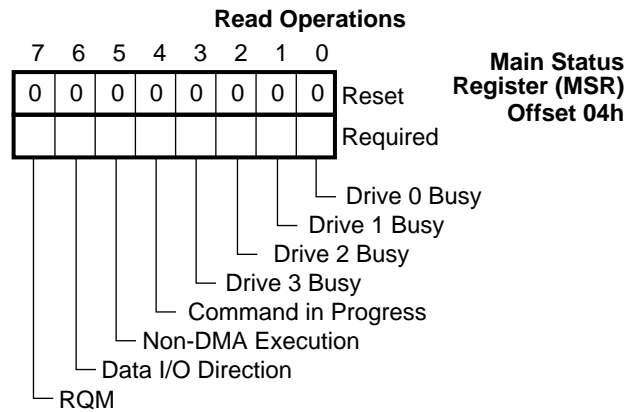 Read Operations
7 6 5 4 3 2 1 0
Main Status
Register (MSR)
Offset 04h
0 0 0 0 0 0 0 0 Reset
Required
Drive 0 Busy
Drive 1 Busy
Drive 2 Busy
Drive 3 Busy
Command in Progress
Non-DMA Execution
Data I/O Direction
RQM